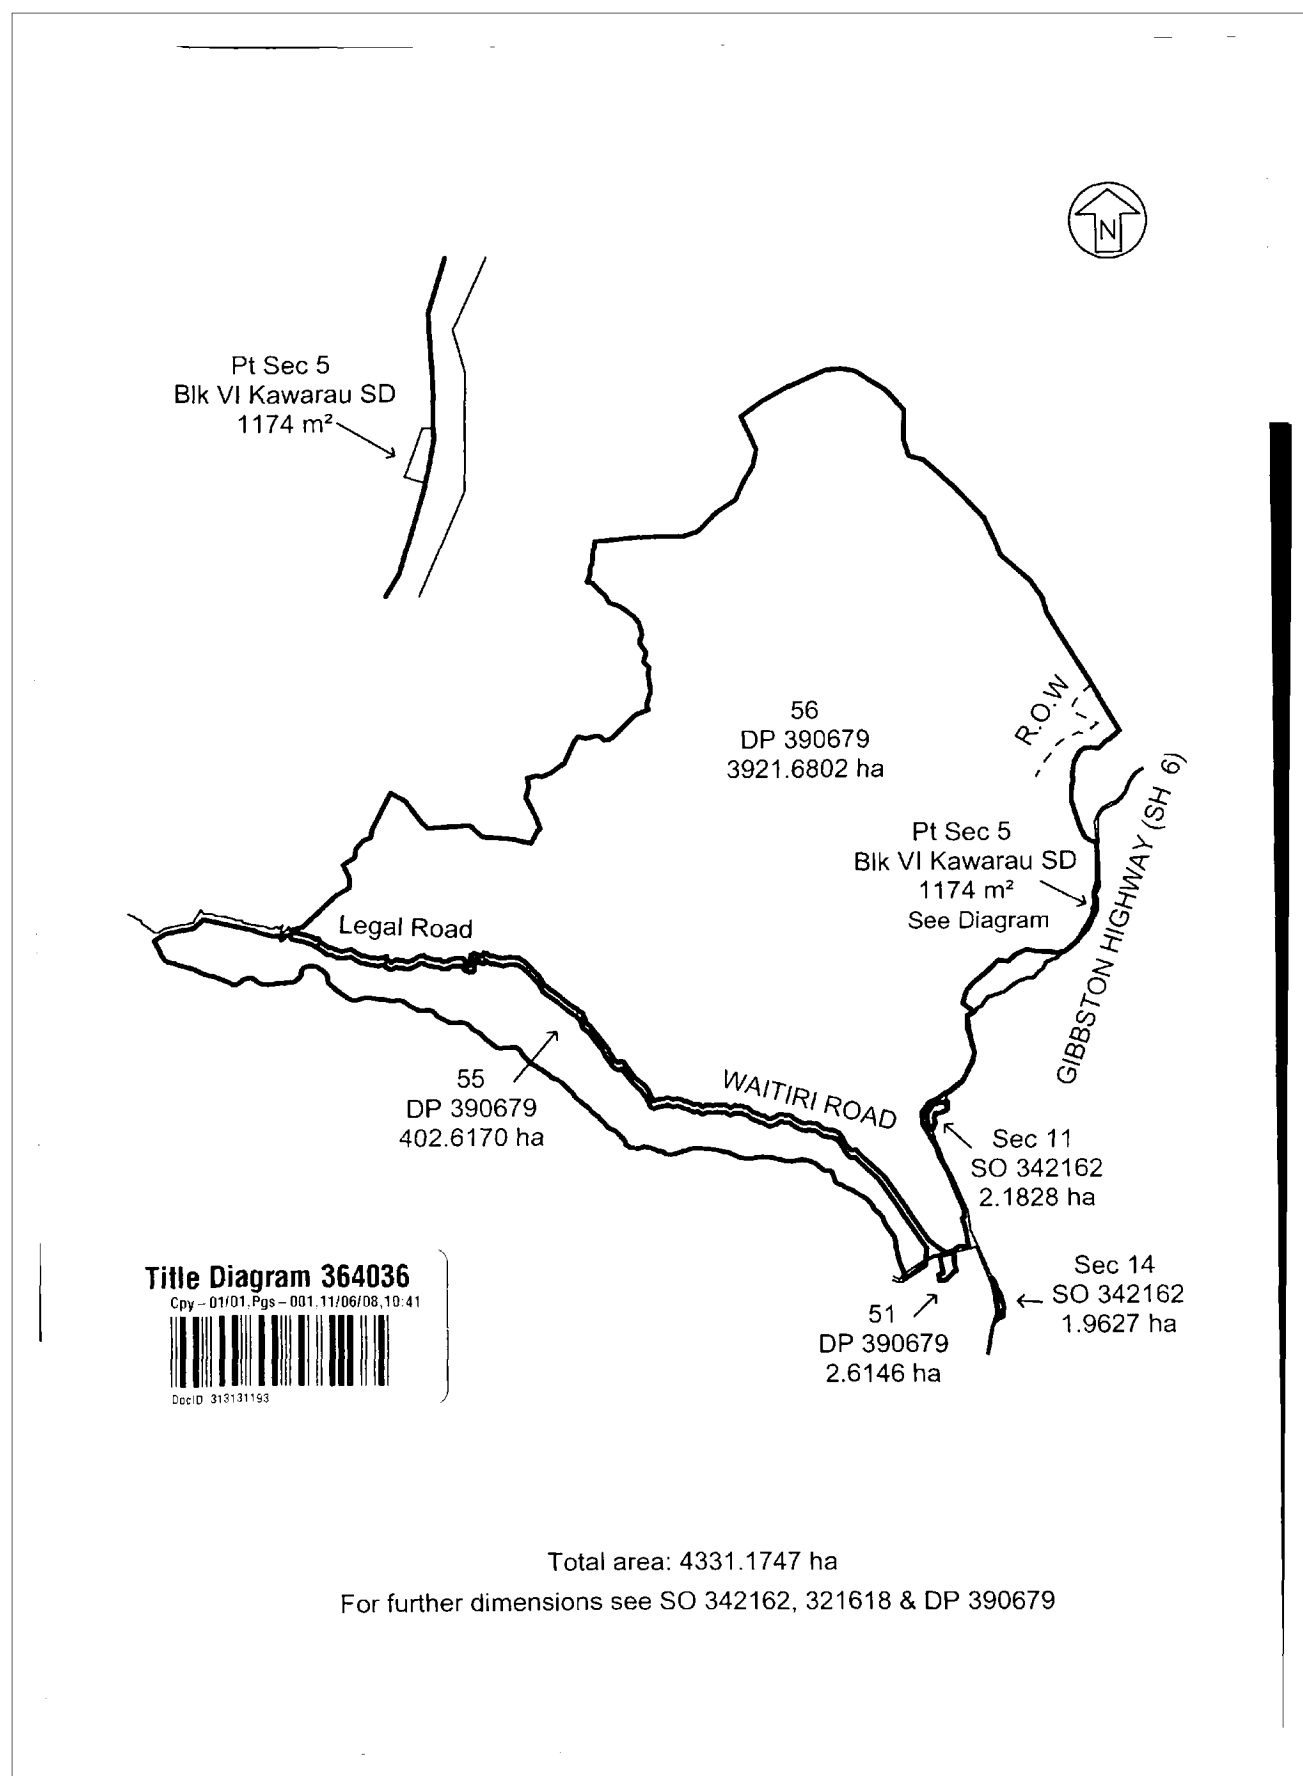 N
Pt Sec 5
Blk VI Kawarau SD
1174 m²
56
DP 390679
3921.6802 ha
R.O.W
Pt Sec 5
Blk VI Kawarau SD
1174 m²
See Diagram
GIBBSTON HIGHWAY (SH 6)
Legal Road
55
DP 390679
402.6170 ha
WAITIRI ROAD
Sec 11
SO 342162
2.1828 ha
Sec 14
SO 342162
1.9627 ha
51
DP 390679
2.6146 ha
Title Diagram 364036
Cpy - 01/01, Pgs - 001, 11/06/08, 10:41
DocID 313131193
Total area: 4331.1747 ha
For further dimensions see SO 342162, 321618 & DP 390679